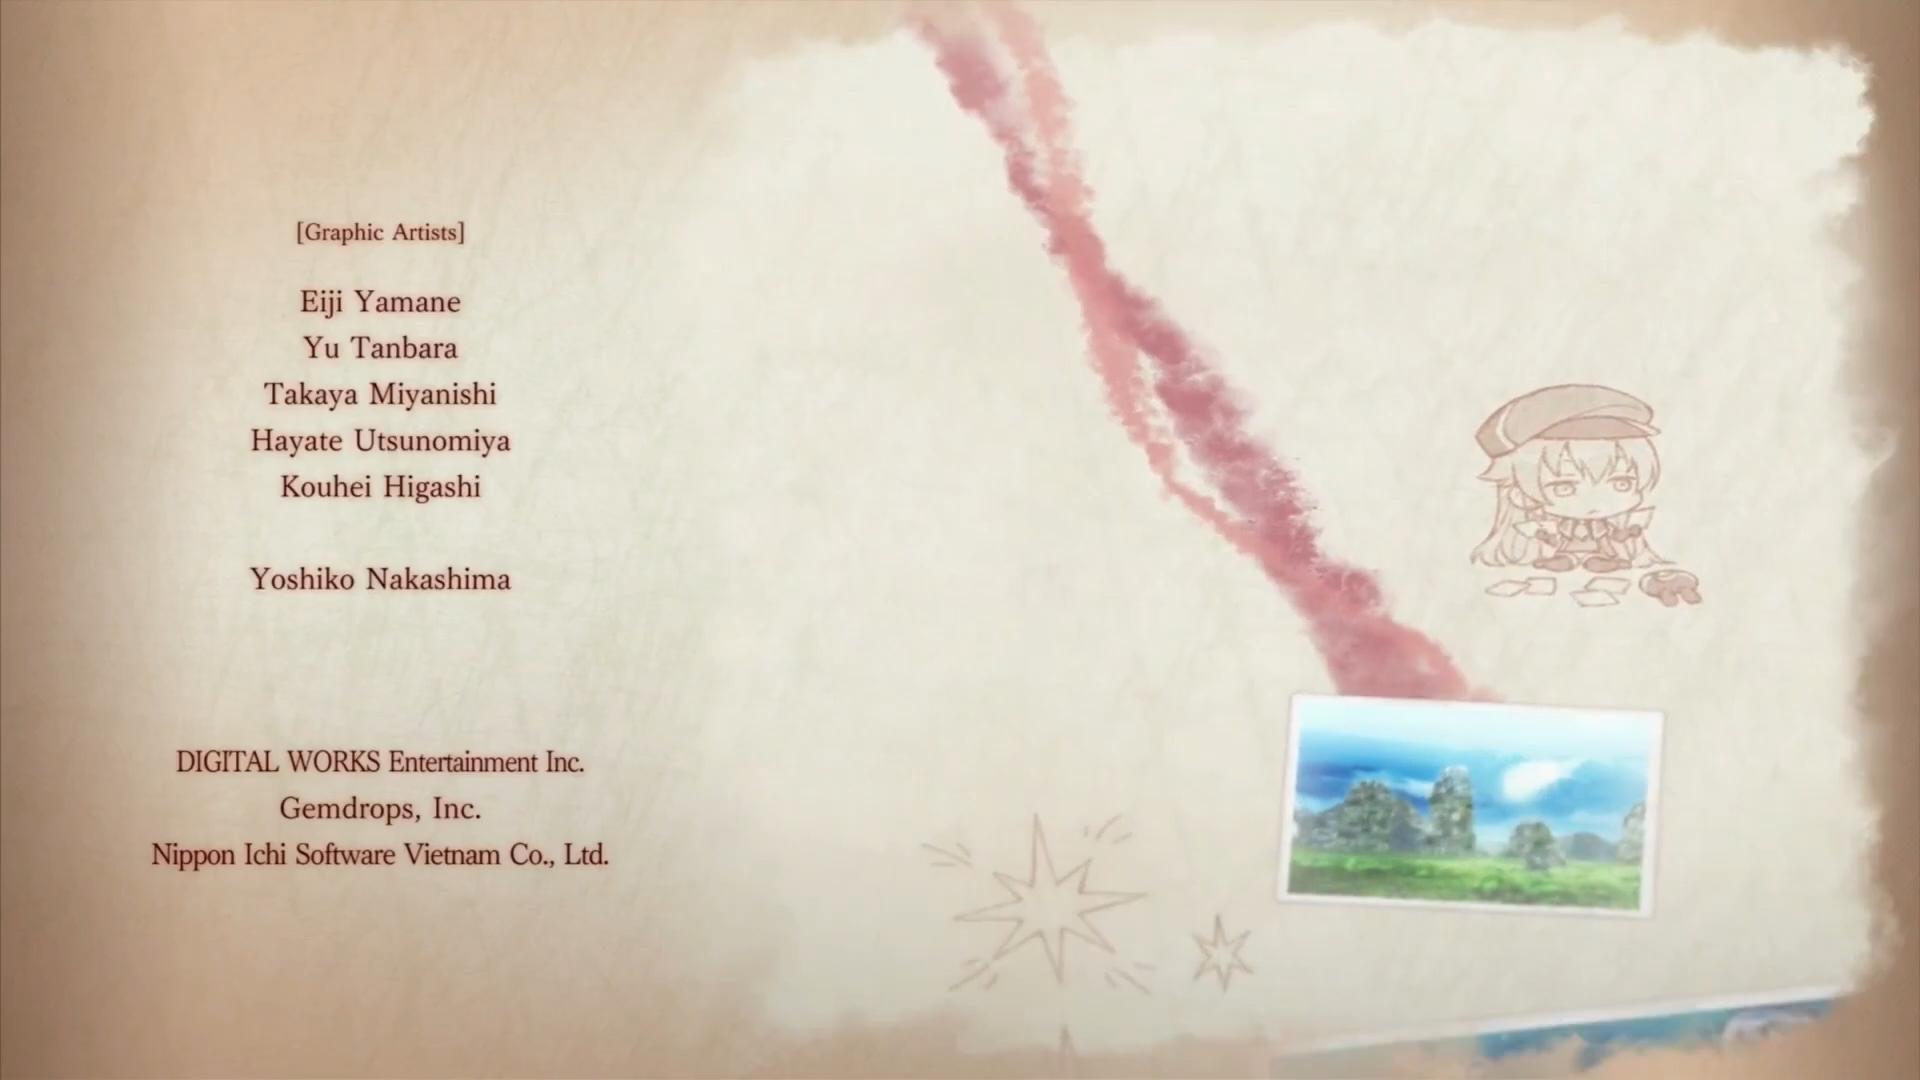 [Graphic Artists]
Eiji Yamane
Yu Tanbara
Takaya Miyanishi
Hayate Utsunomiya
Kouhei Higashi
Yoshiko Nakashima
DIGITAL WORKS Entertainment Inc.
Gemdrops, Inc.
Nippon Ichi Software Vietnam Co., Ltd.